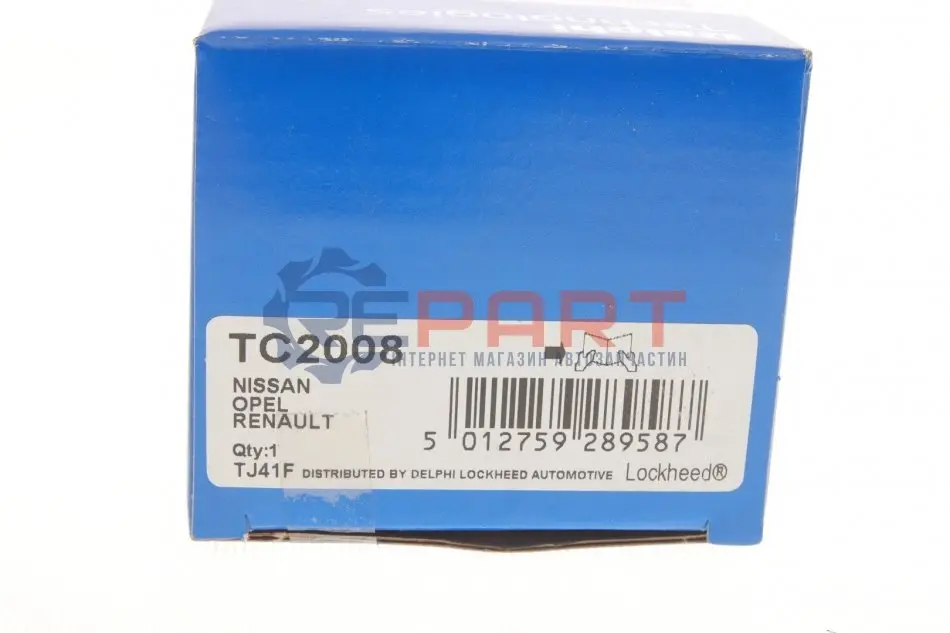 TC2008
NISSAN
OPEL
RENAULT
Qty:1
TJ41F DISTRIBUTED BY DELPHI LOCKHEED AUTOMOTIVE Lockheed®
5 012759 289587
REPART
ІНТЕРНЕТ МАГАЗИН АВТОЗАПЧАСТИН